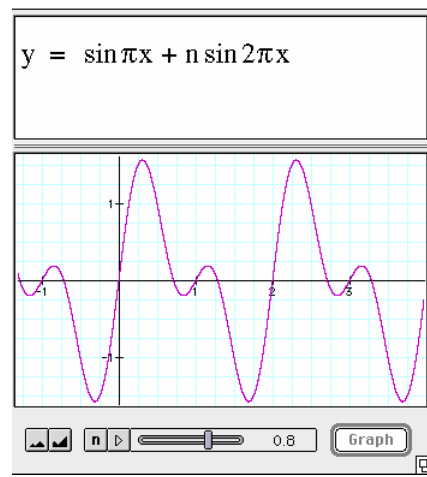 y = sin πx + n sin 2πx
1
-1
1
2
3
-1
n
0.8
Graph